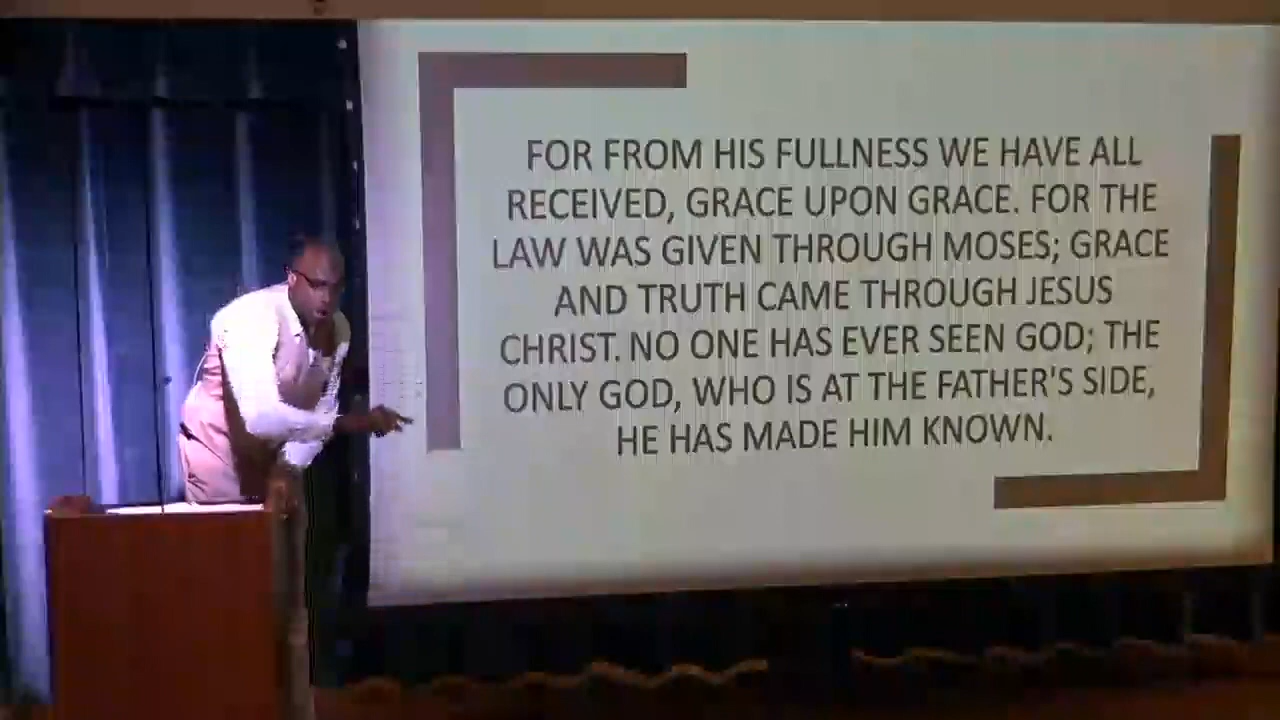 FOR FROM HIS FULLNESS WE HAVE ALL
RECEIVED, GRACE UPON GRACE. FOR THE
LAW WAS GIVEN THROUGH MOSES; GRACE
AND TRUTH CAME THROUGH JESUS
CHRIST. NO ONE HAS EVER SEEN GOD; THE
ONLY GOD, WHO IS AT THE FATHER'S SIDE,
HE HAS MADE HIM KNOWN.